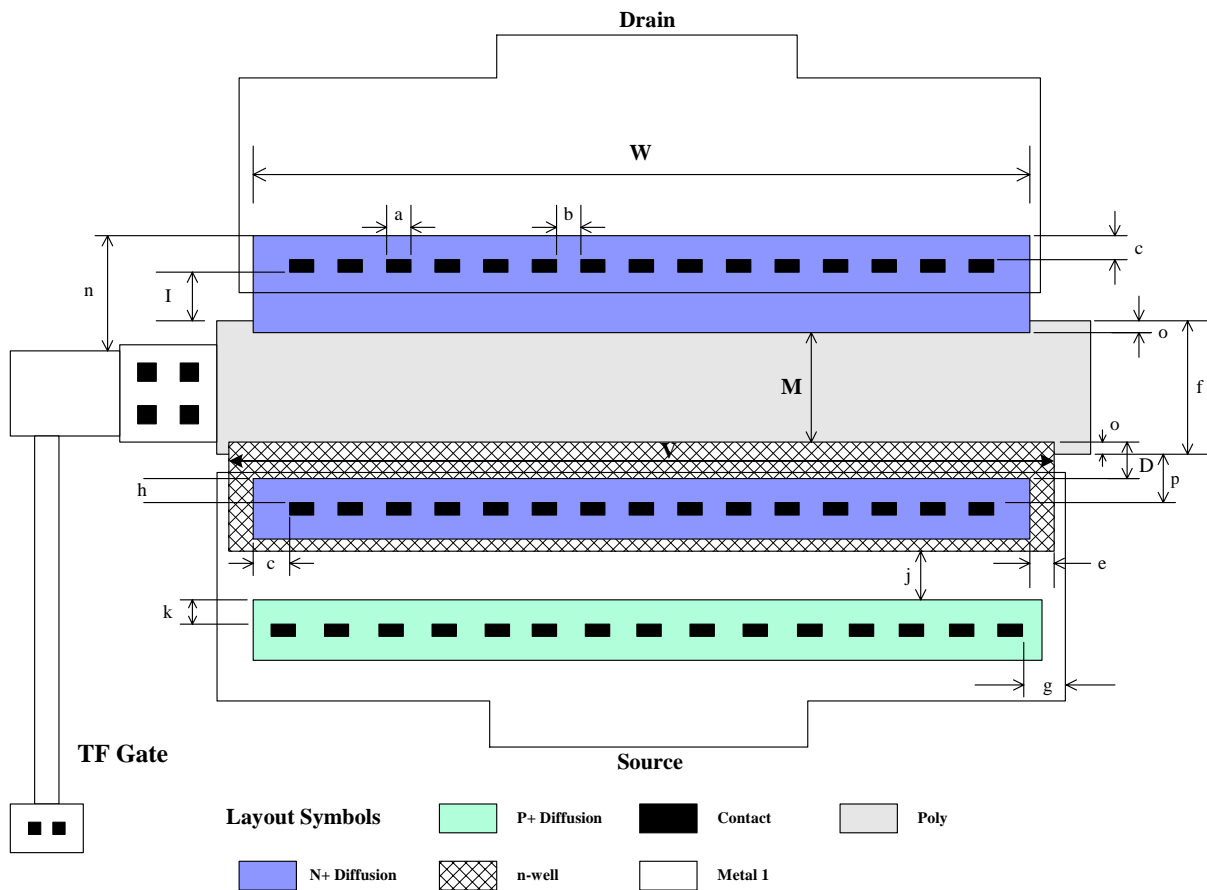 Drain
W
a
b
c
n
I
o
M
f
o
V
D
h
p
c
j
e
k
g
TF Gate
Source
Layout Symbols
P+ Diffusion
Contact
Poly
N+ Diffusion
n-well
Metal 1